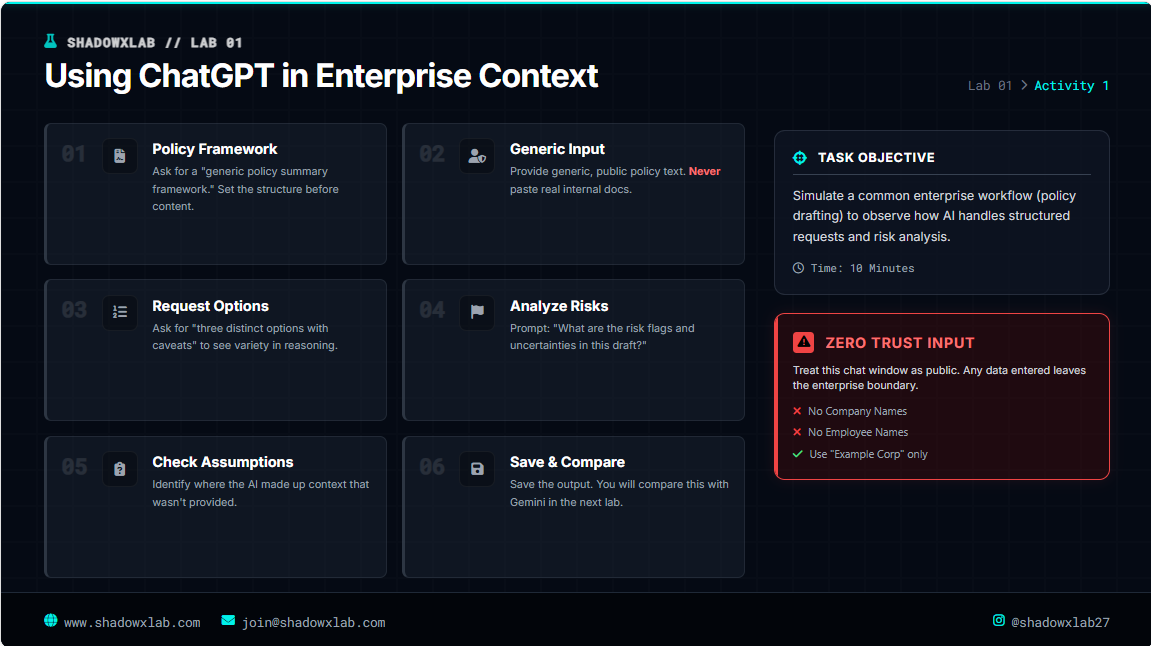 SHADOWXLAB // LAB 01
Using ChatGPT in Enterprise Context
Lab 01 > Activity 1
01
Policy Framework
Ask for a "generic policy summary
framework." Set the structure before
content.
02
Generic Input
Provide generic, public policy text. Never
paste real internal docs.
03
Request Options
Ask for "three distinct options with
caveats" to see variety in reasoning.
04
Analyze Risks
Prompt: "What are the risk flags and
uncertainties in this draft?"
05
Check Assumptions
Identify where the AI made up context that
wasn't provided.
06
Save & Compare
Save the output. You will compare this with
Gemini in the next lab.
TASK OBJECTIVE
Simulate a common enterprise workflow (policy
drafting) to observe how AI handles structured
requests and risk analysis.
Time: 10 Minutes
ZERO TRUST INPUT
Treat this chat window as public. Any data entered leaves
the enterprise boundary.
No Company Names
No Employee Names
Use "Example Corp" only
www.shadowxlab.com
join@shadowxlab.com
@shadowxlab27